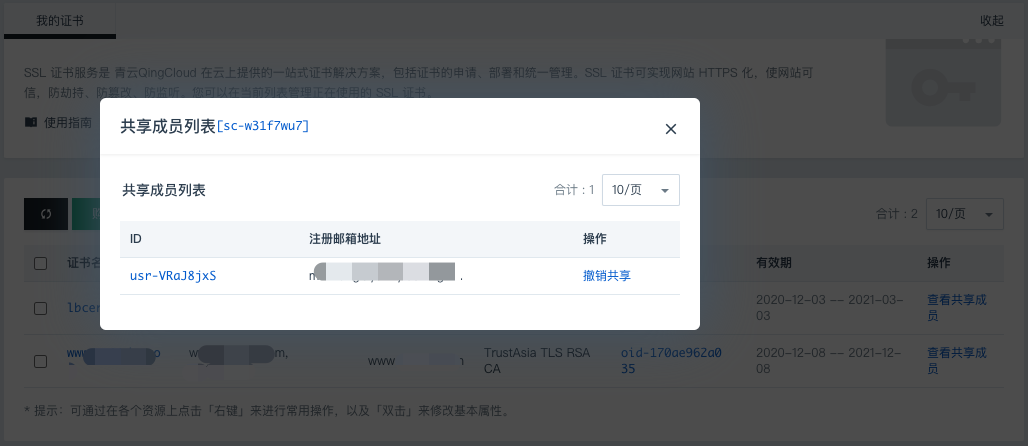 我的证书
收起
SSL 证书服务是 青云QingCloud 在云上提供的一站式证书解决方案，包括证书的申请、部署和统一管理。SSL 证书可实现网站 HTTPS 化，使网站可
信，防劫持、防篡改、防监听。您可以在当前列表管理正在使用的 SSL 证书。
使用指南
共享成员列表[sc-w31f7wu7]
共享成员列表
合计 : 1
10/页
ID
注册邮箱地址
操作
usr-VRaJ8jxS
撤销共享
合计 : 2
10/页
证书名
有效期
操作
lbcer
2020-12-03 -- 2021-03-
03
查看共享成
员
www
TrustAsia TLS RSA
CA
oid-170ae962a0
35
2020-12-08 -- 2021-12-
08
查看共享成
员
* 提示：可通过在各个资源上点击「右键」来进行常用操作，以及「双击」来修改基本属性。